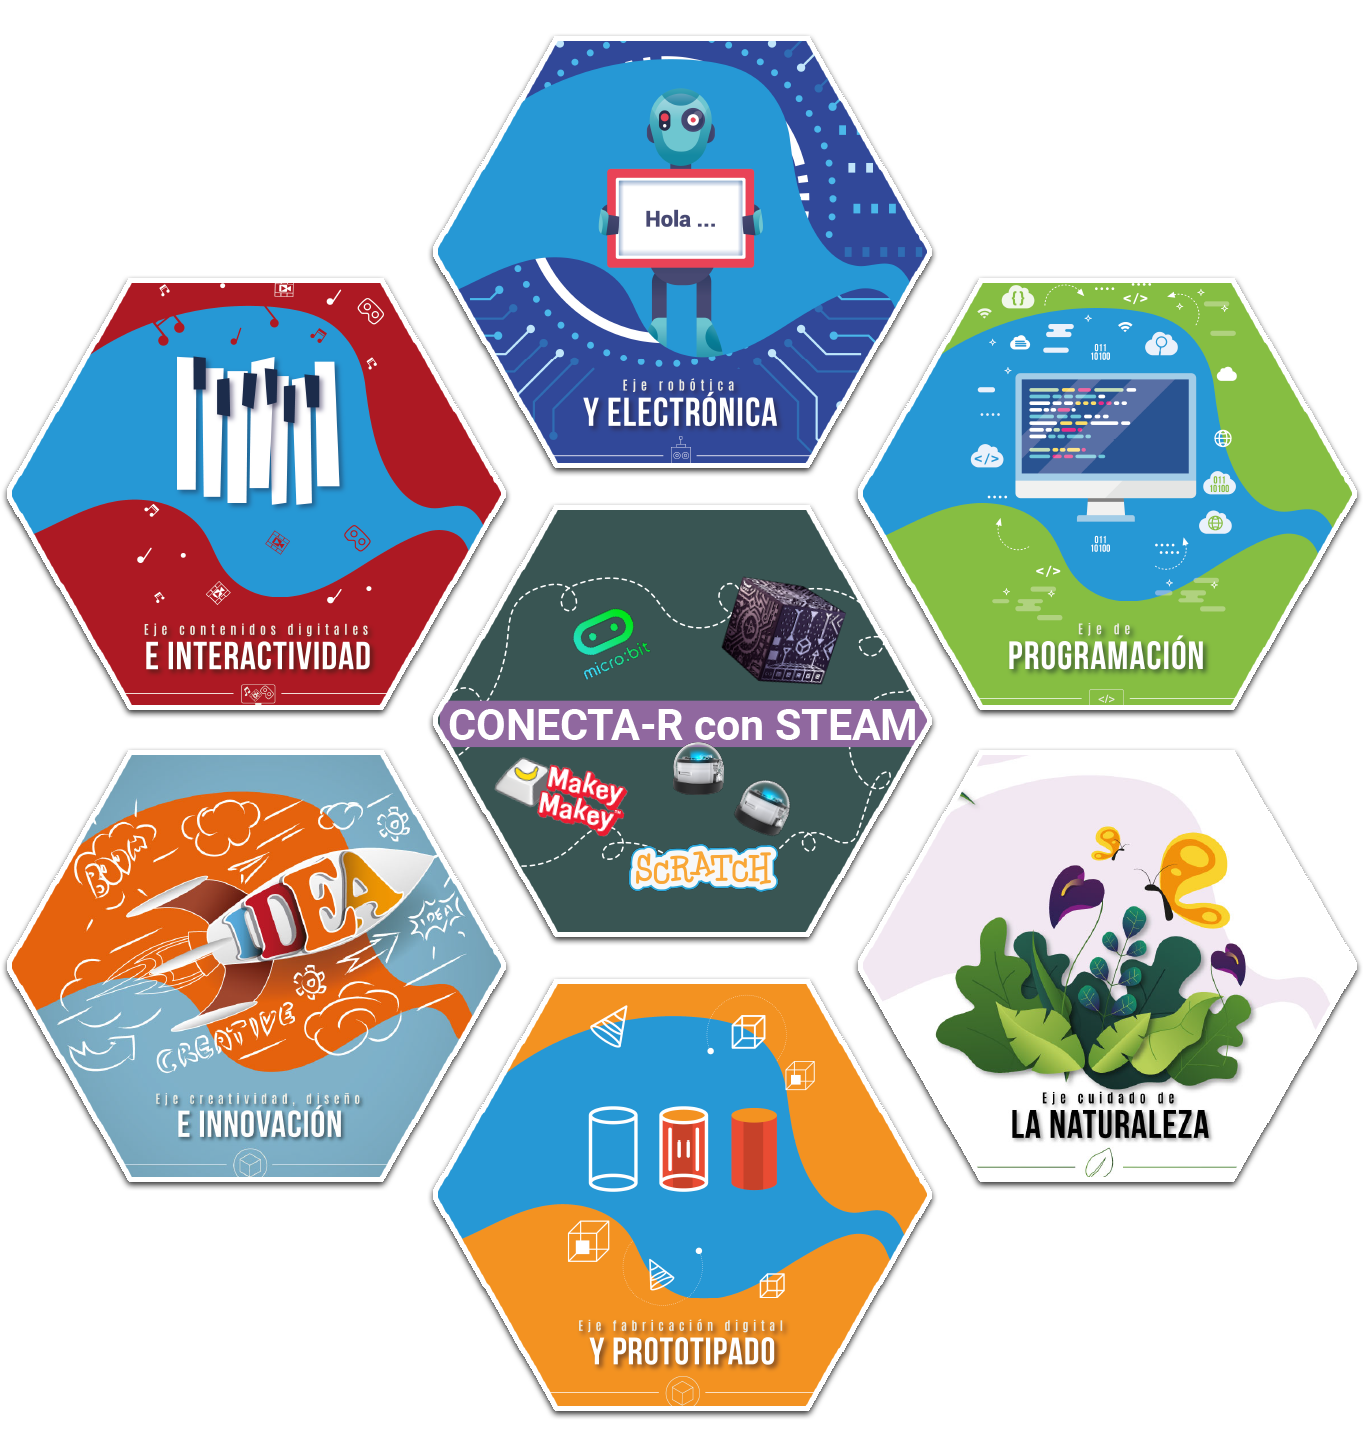 Hola ...
Eje robótica
Y ELECTRÓNICA
Eje contenidos digitales
E INTERACTIVIDAD
011
10100
</>
</>
011
10100
011
10100
</>
Eje de
PROGRAMACIÓN
</>
micro:bit
CONECTA-R con STEAM
Makey
Makey
SCRATCH
BOOM
IDEA
IDEA
CREATIVE
Eje creatividad, diseño
E INNOVACIÓN
Eje cuidado de
LA NATURALEZA
Eje fabricación digital
Y PROTOTIPADO